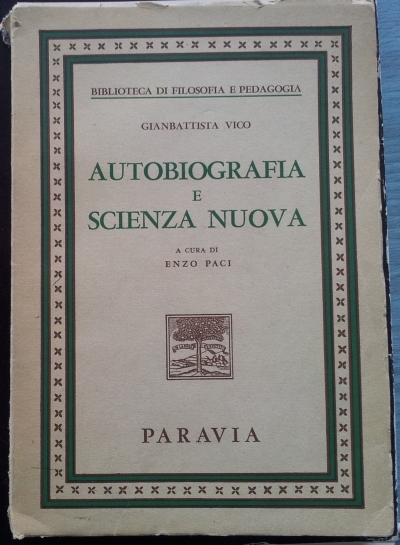 BIBLIOTECA DI FILOSOFIA E PEDAGOGIA
GIANBATTISTA VICO
AUTOBIOGRAFIA
E
SCIENZA NUOVA
A CURA DI
ENZO PACI
PARAVIA